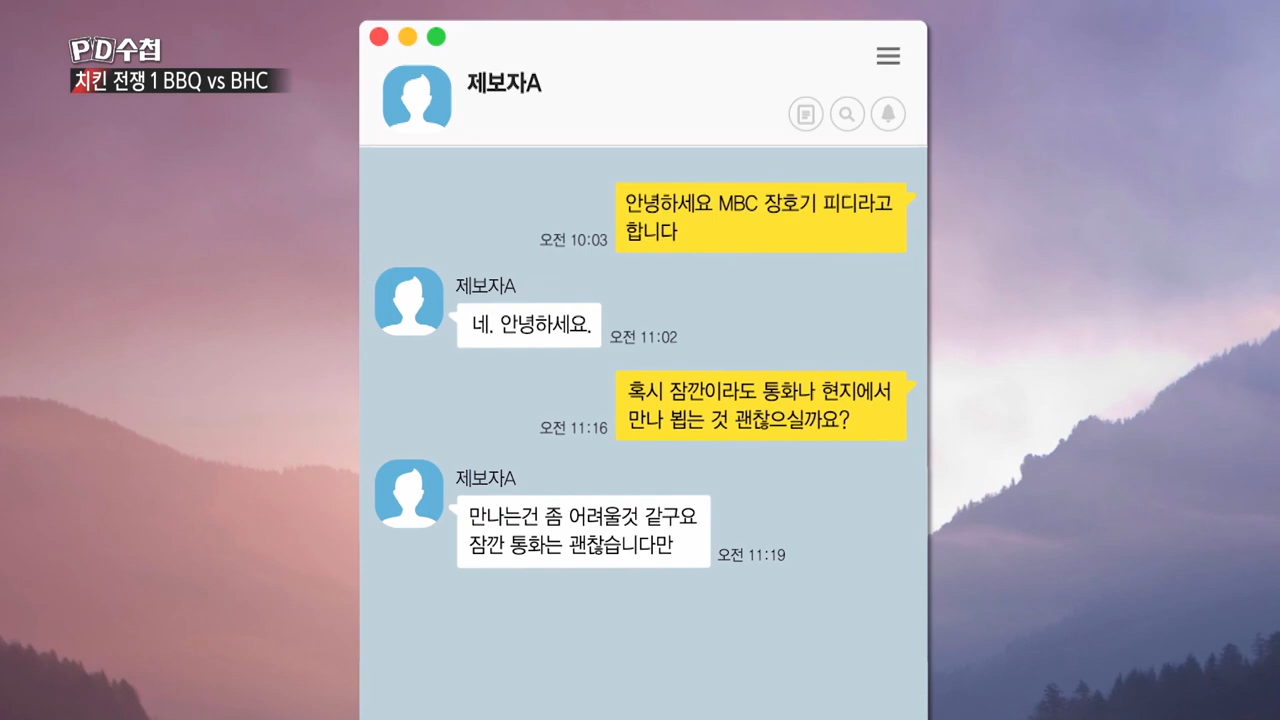 PD수첩
치킨 전쟁 1 BBQ vs BHC
제보자A
안녕하세요 MBC 장호기 피디라고
합니다
오전 10:03
제보자A
네. 안녕하세요.
오전 11:02
혹시 잠깐이라도 통화나 현지에서
만나 뵙는 것 괜찮으실까요?
오전 11:16
제보자A
만나는건 좀 어려울것 같구요
잠깐 통화는 괜찮습니다만
오전 11:19